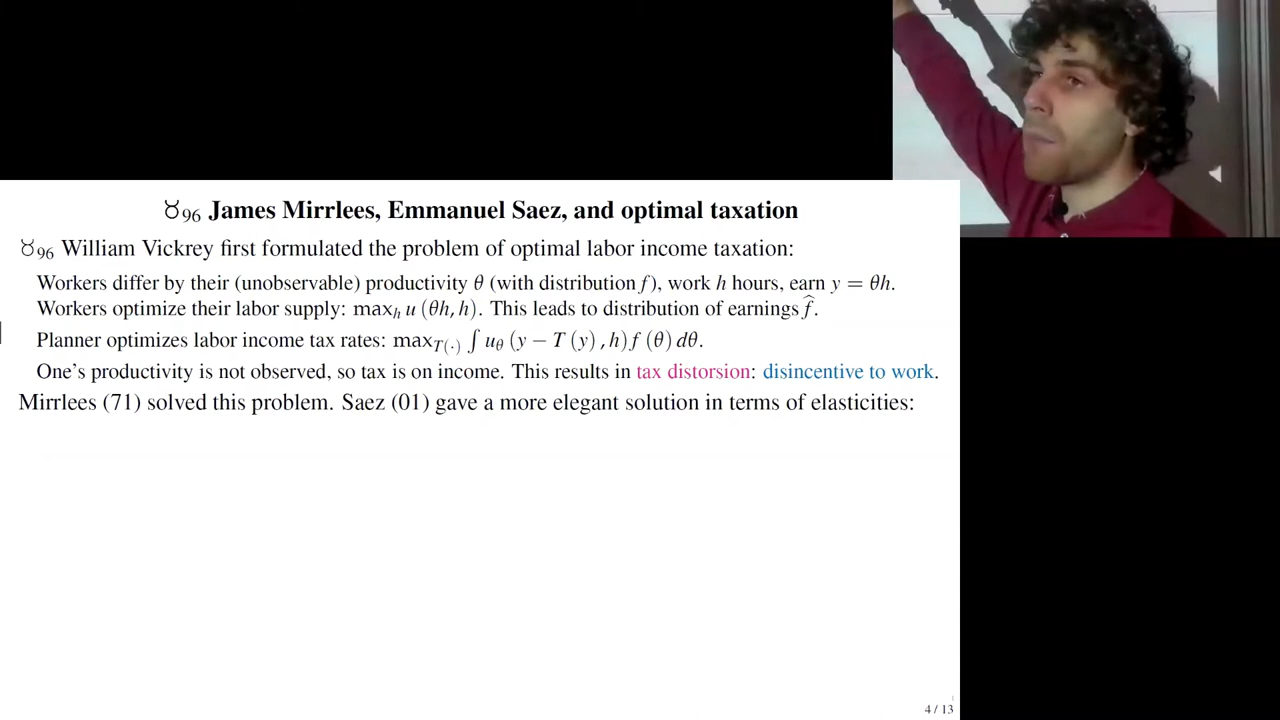 ♉96 James Mirrlees, Emmanuel Saez, and optimal taxation
♉96 William Vickrey first formulated the problem of optimal labor income taxation:
Workers differ by their (unobservable) productivity θ (with distribution f), work h hours, earn y = θh.
Workers optimize their labor supply: max_h u (θh, h). This leads to distribution of earnings f̂.
Planner optimizes labor income tax rates: max_T(·) ∫ u_θ (y − T (y) , h) f (θ) dθ.
One's productivity is not observed, so tax is on income. This results in tax distorsion: disincentive to work.
Mirrlees (71) solved this problem. Saez (01) gave a more elegant solution in terms of elasticities:
4 / 13